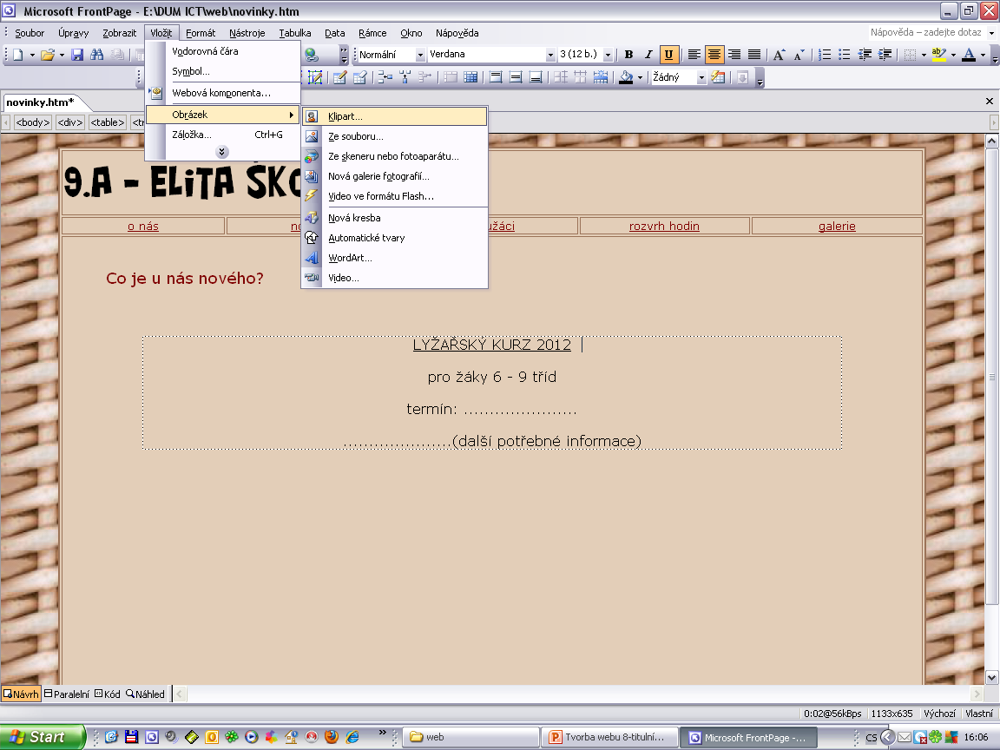 Microsoft FrontPage - E:\DUM ICT\web\novinky.htm
Soubor Úpravy Zobrazit Vložit Formát Nástroje Tabulka Data Rámce Okno Nápověda Nápověda – zadejte dotaz
Normální Verdana 3 (12 b.) B I U
Žádný
novinky.htm*
<body> <div> <table> <tr
Vodorovná čára
Symbol...
Webová komponenta...
Obrázek
Záložka... Ctrl+G
Klipart...
Ze souboru...
Ze skeneru nebo fotoaparátu...
Nová galerie fotografií...
Video ve formátu Flash...
Nová kresba
Automatické tvary
WordArt...
Video...
9.A - ELITA ŠKO
o nás no užáci rozvrh hodin galerie
Co je u nás nového?
LYŽAŘSKÝ KURZ 2012
pro žáky 6 - 9 tříd
termín: ......................
.....................(další potřebné informace)
Návrh Paralelní Kód Náhled
0:02@56kBps 1133x635 Výchozí Vlastní
Start web Tvorba webu 8-titulní... Microsoft FrontPage -... CS 16:06